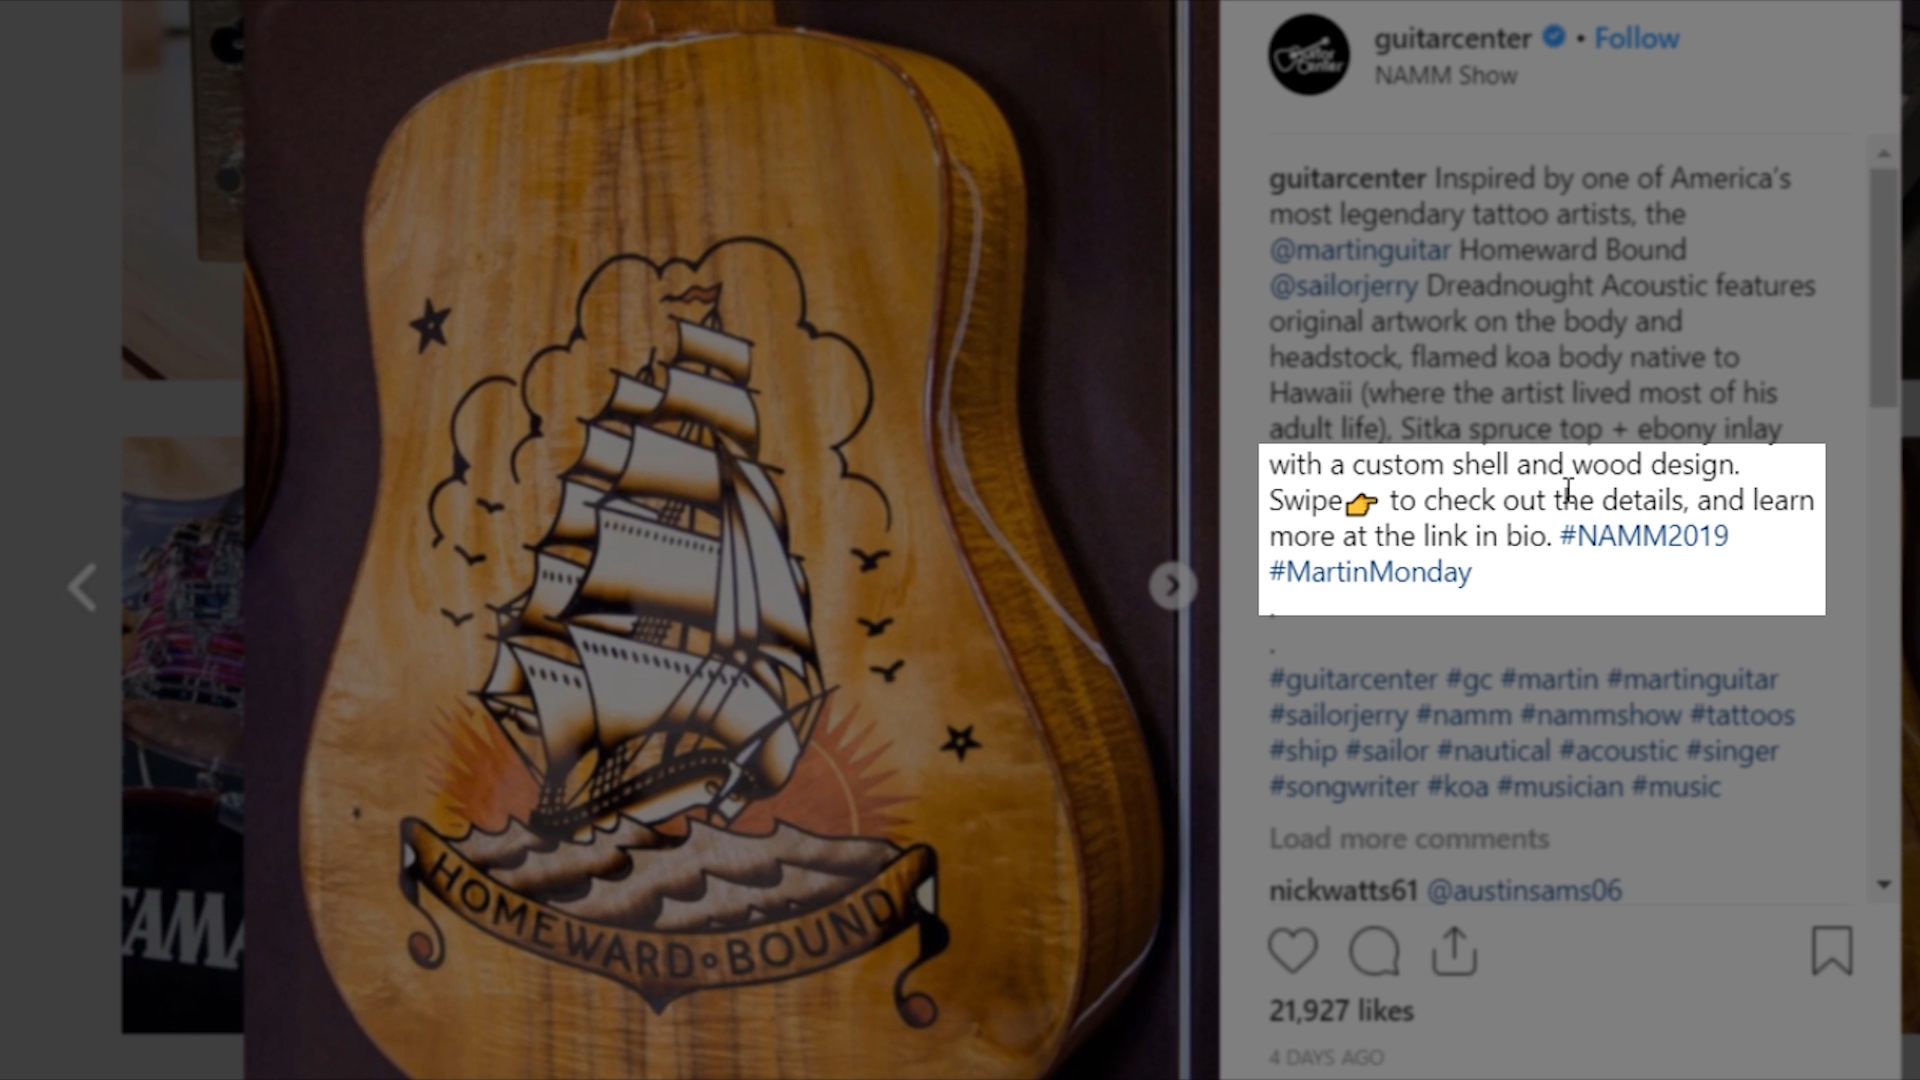 guitarcenter • Follow
NAMM Show
guitarcenter Inspired by one of America's
most legendary tattoo artists, the
@martinguitar Homeward Bound
@sailorjerry Dreadnought Acoustic features
original artwork on the body and
headstock, flamed koa body native to
Hawaii (where the artist lived most of his
adult life), Sitka spruce top + ebony inlay
with a custom shell and wood design.
Swipe👉 to check out the details, and learn
more at the link in bio. #NAMM2019
#MartinMonday
.
.
#guitarcenter #gc #martin #martinguitar
#sailorjerry #namm #nammshow #tattoos
#ship #sailor #nautical #acoustic #singer
#songwriter #koa #musician #music
Load more comments
nickwatts61 @austinsams06
21,927 likes
4 DAYS AGO
HOMEWARD BOUND
TAMA